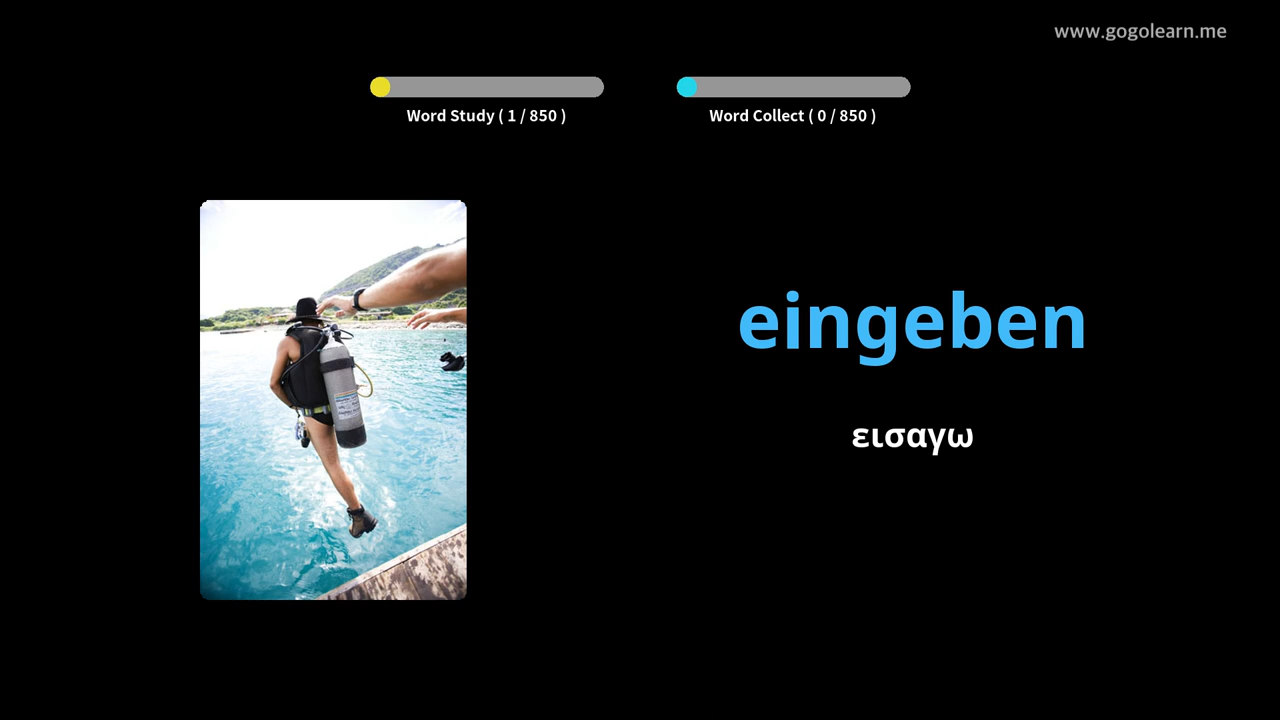 www.gogolearn.me
Word Study ( 1 / 850 )
Word Collect ( 0 / 850 )
eingeben
εισαγω